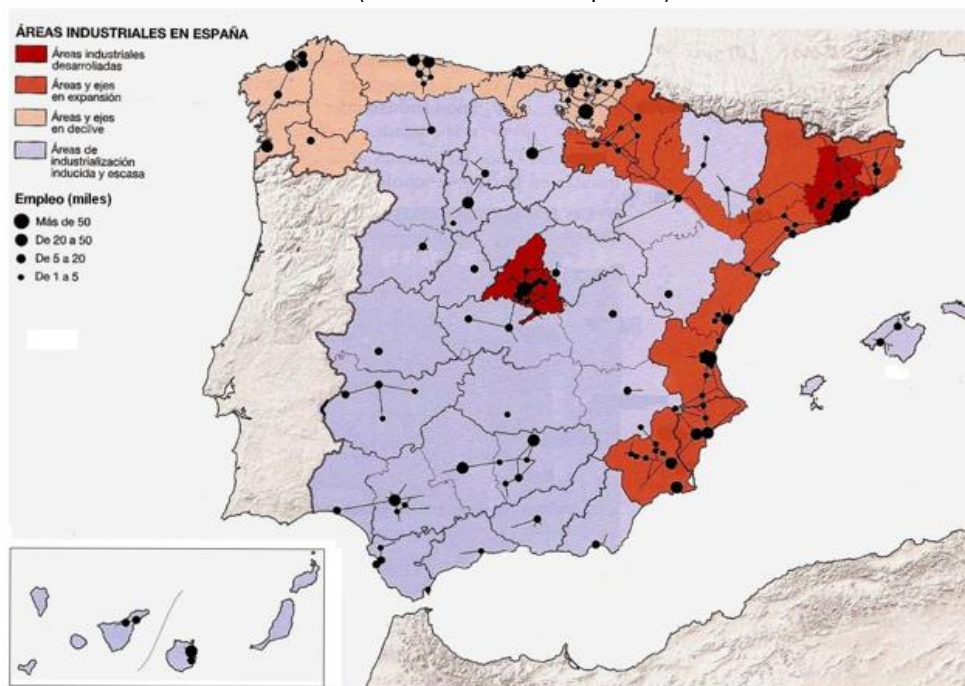 ÁREAS INDUSTRIALES EN ESPAÑA
Áreas industriales
desarrolladas
Áreas y ejes
en expansión
Áreas y ejes
en declive
Áreas de
industrialización
inducida y escasa
Empleo (miles)
Más de 50
De 20 a 50
De 5 a 20
De 1 a 5